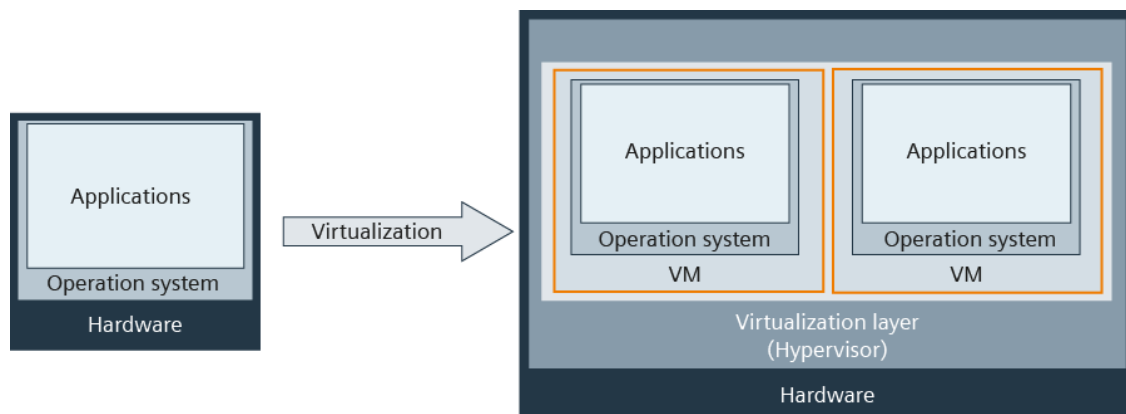 Applications
Operation system
Hardware
Virtualization
Applications
Operation system
VM
Applications
Operation system
VM
Virtualization layer
(Hypervisor)
Hardware